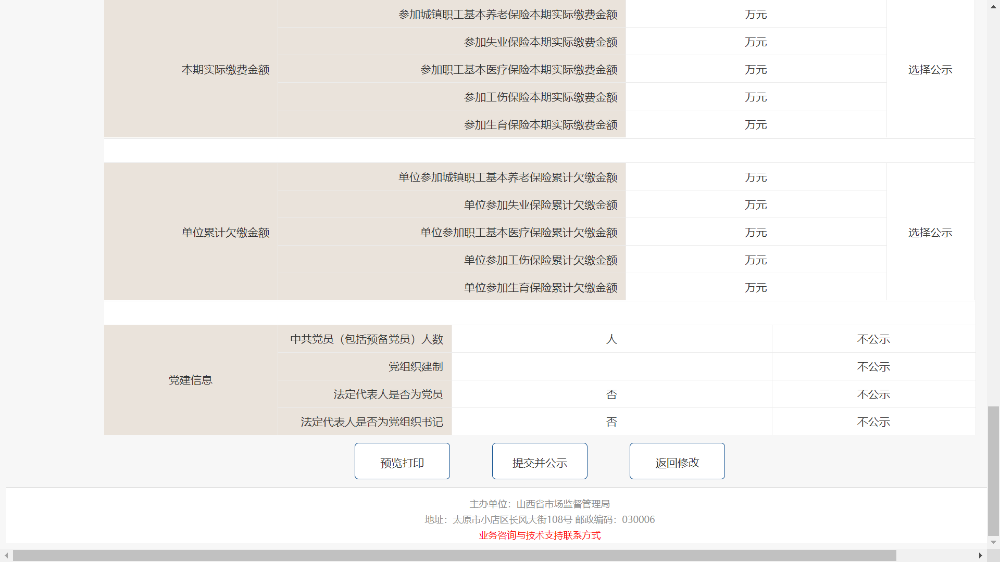 参加城镇职工基本养老保险本期实际缴费金额 万元
参加失业保险本期实际缴费金额 万元
本期实际缴费金额 参加职工基本医疗保险本期实际缴费金额 万元 选择公示
参加工伤保险本期实际缴费金额 万元
参加生育保险本期实际缴费金额 万元
单位参加城镇职工基本养老保险累计欠缴金额 万元
单位参加失业保险累计欠缴金额 万元
单位累计欠缴金额 单位参加职工基本医疗保险累计欠缴金额 万元 选择公示
单位参加工伤保险累计欠缴金额 万元
单位参加生育保险累计欠缴金额 万元
中共党员（包括预备党员）人数 人 不公示
党组织建制 不公示
党建信息
法定代表人是否为党员 否 不公示
法定代表人是否为党组织书记 否 不公示
预览打印 提交并公示 返回修改
主办单位：山西省市场监督管理局
地址：太原市小店区长风大街108号 邮政编码：030006
业务咨询与技术支持联系方式